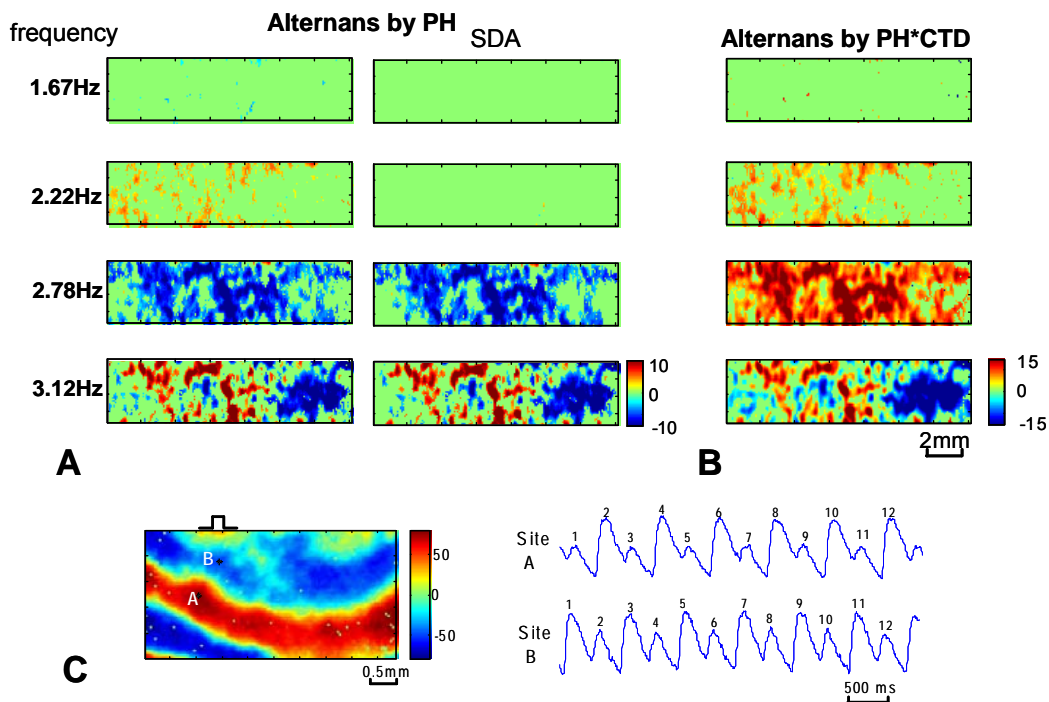 frequency
Alternans by PH
SDA
Alternans by PH*CTD
1.67Hz
2.22Hz
2.78Hz
3.12Hz
10
0
-10
15
0
-15
2mm
A
B
B
A
50
0
-50
0.5mm
C
Site
A
1 2 3 4 5 6 7 8 9 10 11 12
Site
B
1 2 3 4 5 6 7 8 9 10 11 12
500 ms